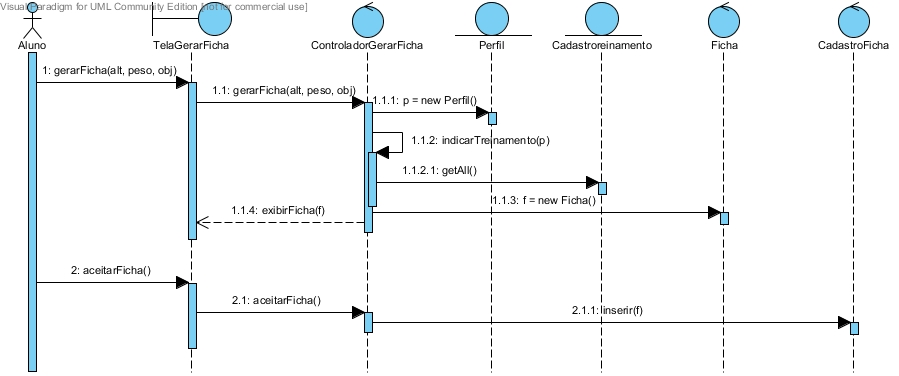 Visual Paradigm for UML Community Edition [not for commercial use]
Aluno
TelaGerarFicha
ControladorGerarFicha
Perfil
Cadastroreinamento
Ficha
CadastroFicha
1: gerarFicha(alt, peso, obj)
1.1: gerarFicha(alt, peso, obj)
1.1.1: p = new Perfil()
1.1.2: indicarTreinamento(p)
1.1.2.1: getAll()
1.1.3: f = new Ficha()
1.1.4: exibirFicha(f)
2: aceitarFicha()
2.1: aceitarFicha()
2.1.1: inserir(f)